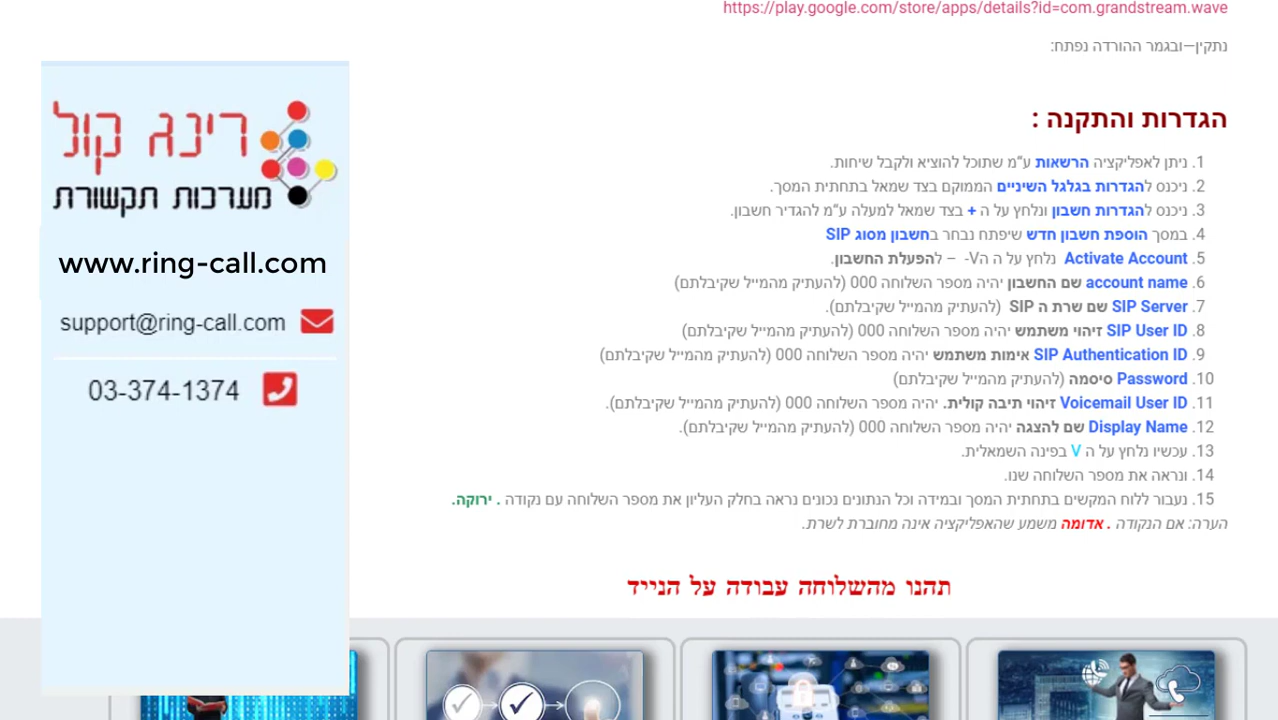 https://play.google.com/store/apps/details?id=com.grandstream.wave
נתקין—ובגמר ההורדה נפתח:
הגדרות והתקנה :
1. ניתן לאפליקציה הרשאות ע"מ שתוכל להוציא ולקבל שיחות.
2. ניכנס להגדרות בגלגל השיניים הממוקם בצד שמאל בתחתית המסך.
3. ניכנס להגדרות חשבון ונלחץ על ה + בצד שמאל למעלה ע"מ להגדיר חשבון.
4. במסך הוספת חשבון חדש שיפתח נבחר בחשבון מסוג SIP
5. Activate Account נלחץ על ה הV- – להפעלת החשבון.
6. account name שם החשבון יהיה מספר השלוחה 000 (להעתיק מהמייל שקיבלתם)
7. SIP Server שם שרת ה SIP (להעתיק מהמייל שקיבלתם).
8. SIP User ID זיהוי משתמש יהיה מספר השלוחה 000 (להעתיק מהמייל שקיבלתם)
9. SIP Authentication ID אימות משתמש יהיה מספר השלוחה 000 (להעתיק מהמייל שקיבלתם)
10. Password סיסמה (להעתיק מהמייל שקיבלתם)
11. Voicemail User ID זיהוי תיבה קולית. יהיה מספר השלוחה 000 (להעתיק מהמייל שקיבלתם).
12. Display Name שם להצגה יהיה מספר השלוחה 000 (להעתיק מהמייל שקיבלתם).
13. עכשיו נלחץ על ה V בפינה השמאלית.
14. ונראה את מספר השלוחה שנו.
15. נעבור ללוח המקשים בתחתית המסך ובמידה וכל הנתונים נכונים נראה בחלק העליון את מספר השלוחה עם נקודה . ירוקה.
הערה: אם הנקודה . אדומה משמע שהאפליקציה אינה מחוברת לשרת.
תהנו מהשלוחה עבודה על הנייד
רינג קול
מערכות תקשורת
www.ring-call.com
support@ring-call.com
03-374-1374